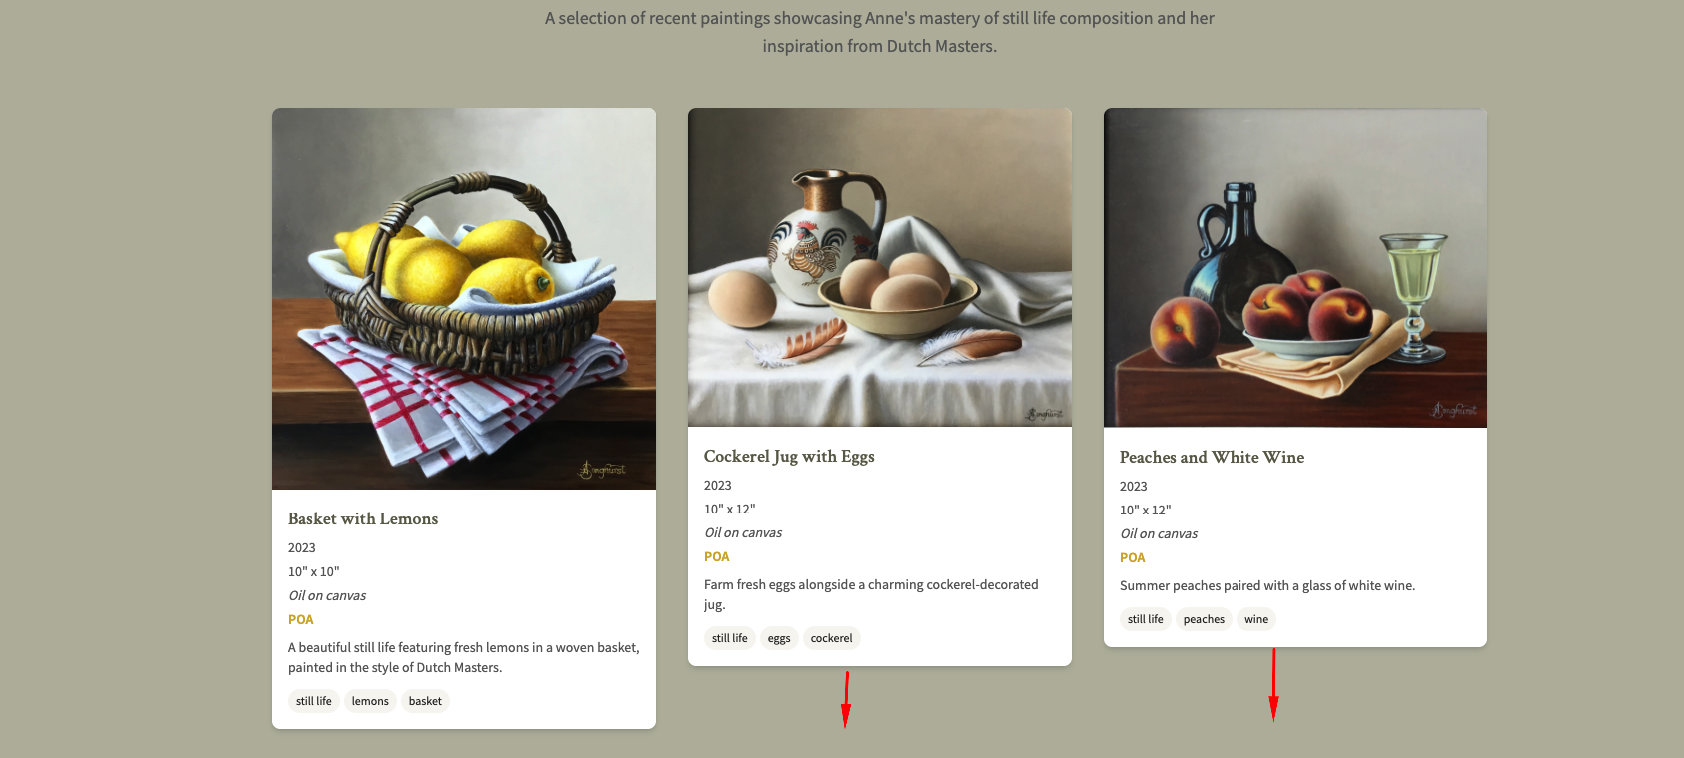 A selection of recent paintings showcasing Anne's mastery of still life composition and her
inspiration from Dutch Masters.
Basket with Lemons
2023
10" x 10"
Oil on canvas
POA
A beautiful still life featuring fresh lemons in a woven basket,
painted in the style of Dutch Masters.
still life lemons basket
Cockerel Jug with Eggs
2023
10" x 12"
Oil on canvas
POA
Farm fresh eggs alongside a charming cockerel-decorated
jug.
still life eggs cockerel
Peaches and White Wine
2023
10" x 12"
Oil on canvas
POA
Summer peaches paired with a glass of white wine.
still life peaches wine